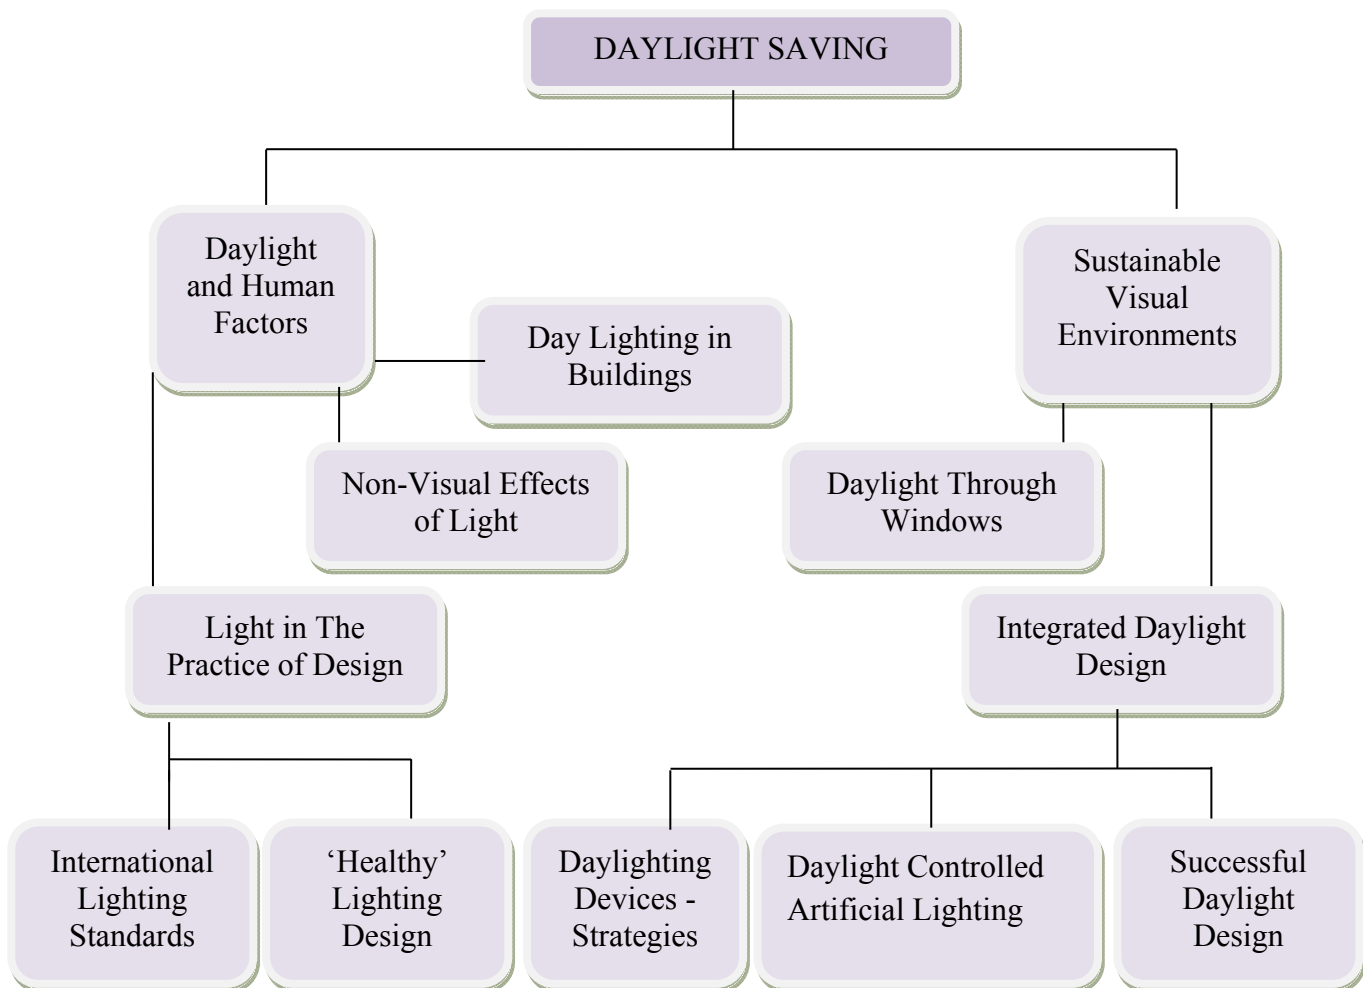 DAYLIGHT SAVING
Daylight
and Human
Factors
Sustainable
Visual
Environments
Day Lighting in
Buildings
Non-Visual Effects
of Light
Daylight Through
Windows
Light in The
Practice of Design
Integrated Daylight
Design
International
Lighting
Standards
‘Healthy’
Lighting
Design
Daylighting
Devices -
Strategies
Daylight Controlled
Artificial Lighting
Successful
Daylight
Design